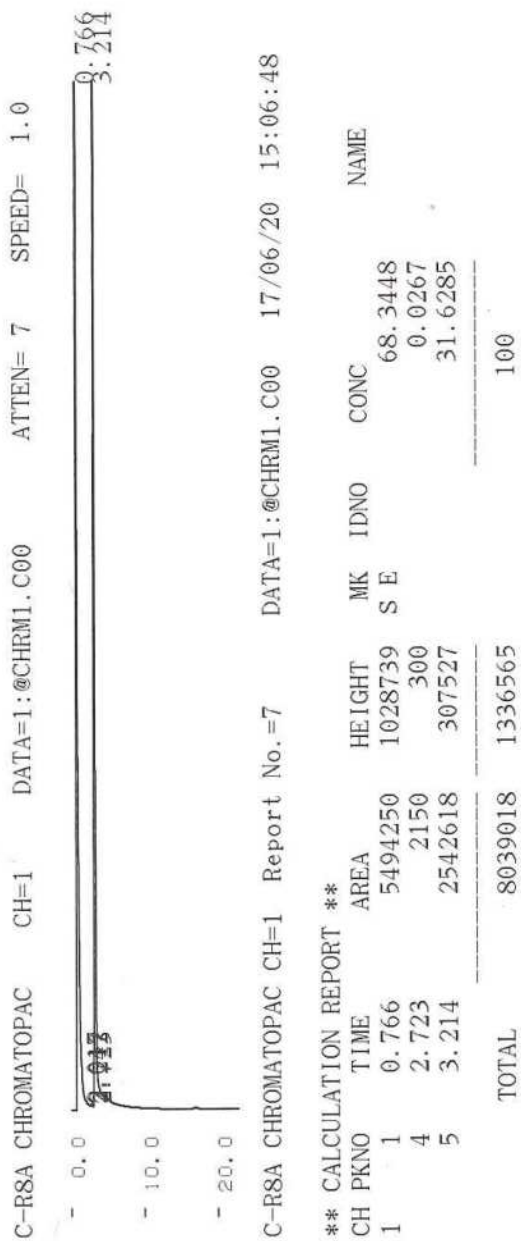 C-R8A CHROMATOPAC CH=1 DATA=1:@CHRM1.C00 ATTEN= 7 SPEED= 1.0
0.766
3.214
0.0
10.0
20.0
C-R8A CHROMATOPAC CH=1 Report No.=7 DATA=1:@CHRM1.C00 17/06/20 15:06:48
** CALCULATION REPORT **
CH PKNO TIME AREA HEIGHT MK IDNO CONC NAME
1 1 0.766 5494250 1028739 S E 68.3448
4 2.723 2150 300 0.0267
5 3.214 2542618 307527 31.6285
TOTAL 8039018 1336565 100